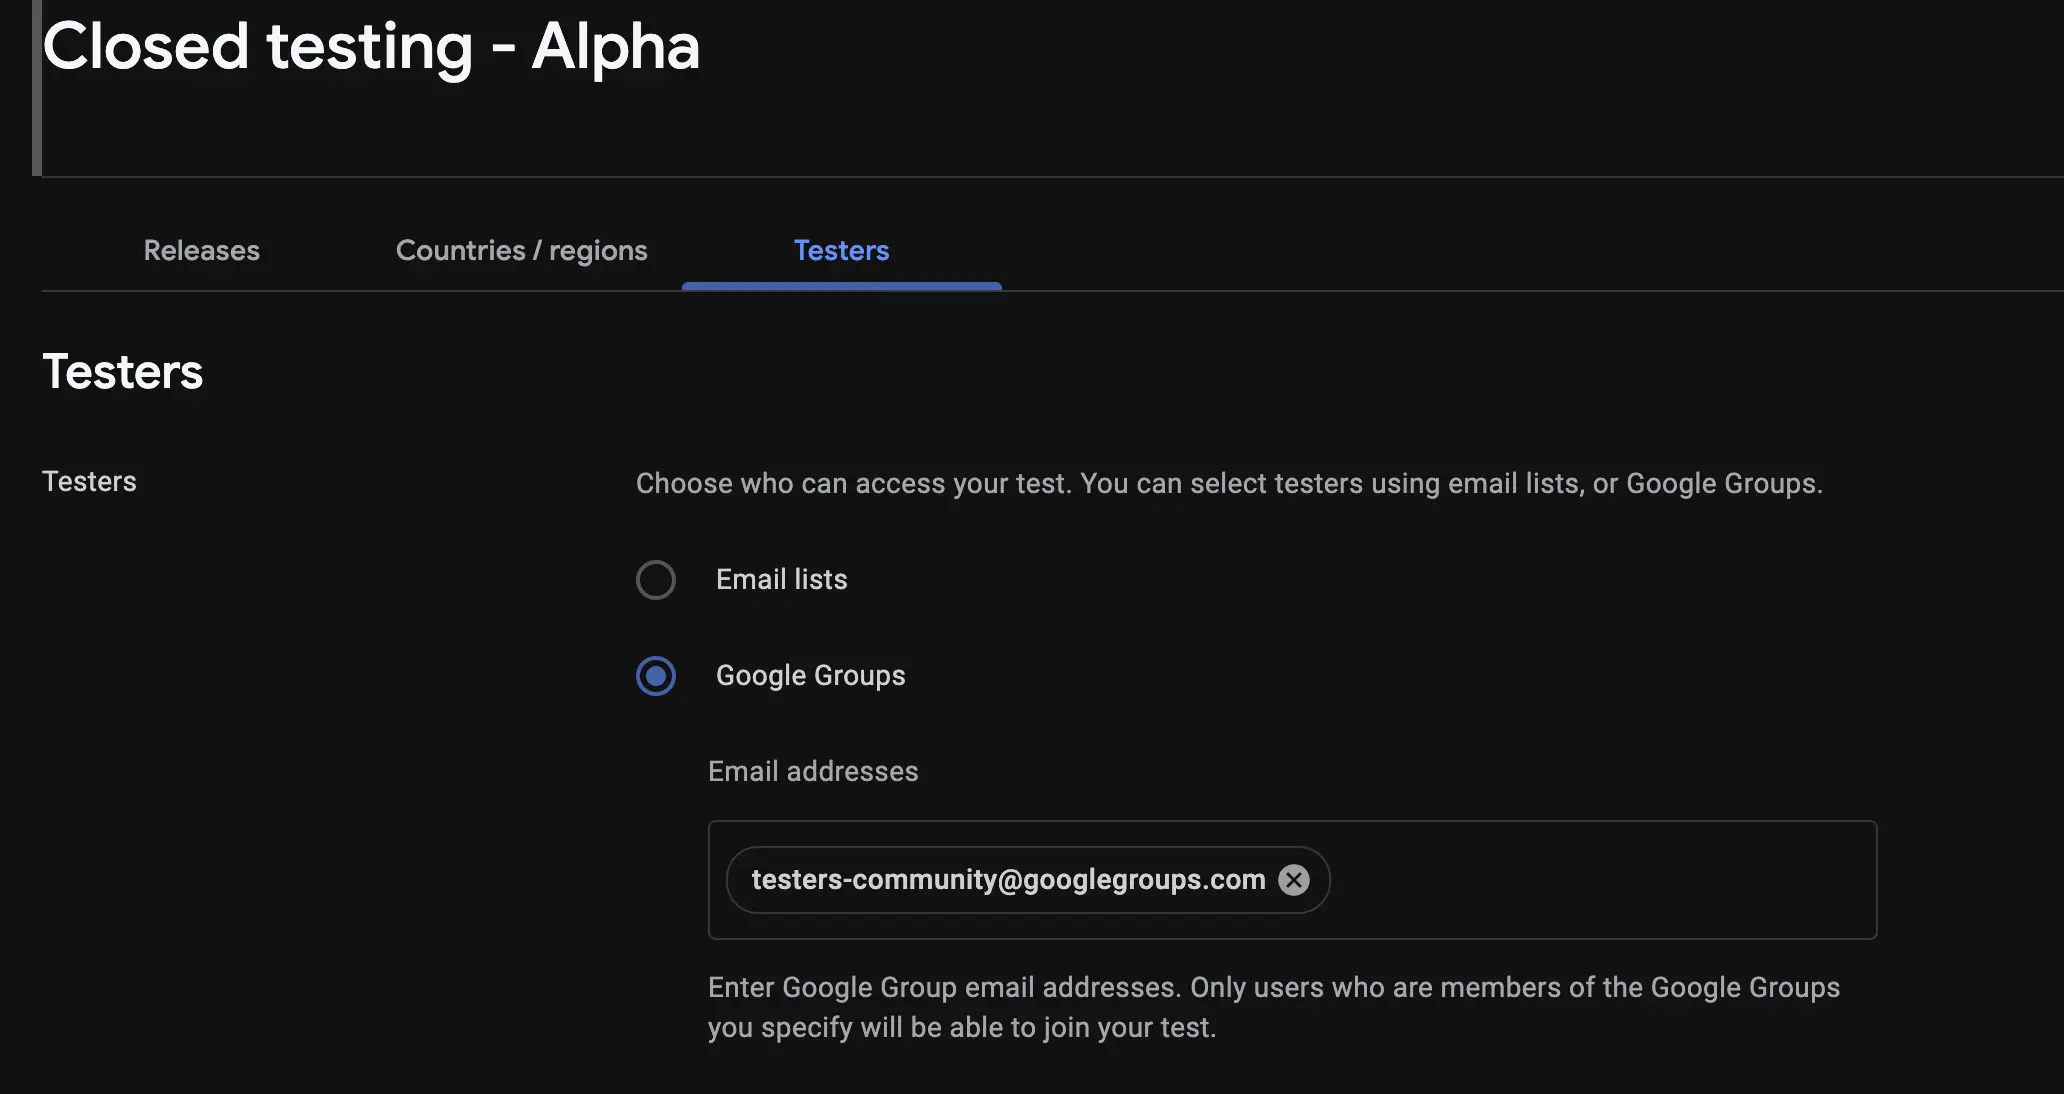 Closed testing - Alpha
Releases
Countries / regions
Testers
Testers
Testers
Choose who can access your test. You can select testers using email lists, or Google Groups.
Email lists
Google Groups
Email addresses
testers-community@googlegroups.com
Enter Google Group email addresses. Only users who are members of the Google Groups
you specify will be able to join your test.